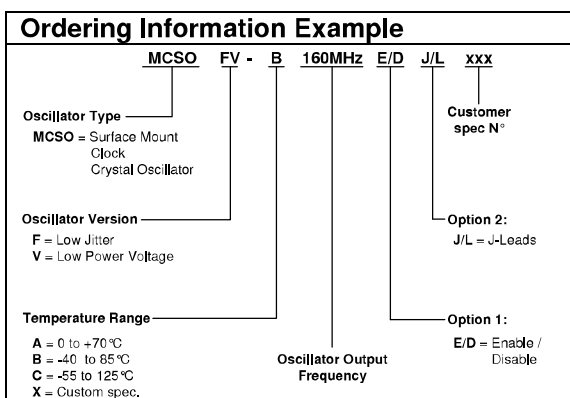 Ordering Information Example
MCSO FV - B 160MHz E/D J/L xxx
Oscillator Type
MCSO = Surface Mount
Clock
Crystal Oscillator
Customer
spec N°
Oscillator Version
F = Low Jitter
V = Low Power Voltage
Option 2:
J/L = J-Leads
Temperature Range
A = 0 to +70°C
B = -40 to 85°C
C = -55 to 125°C
X = Custom spec.
Oscillator Output
Frequency
Option 1:
E/D = Enable /
Disable